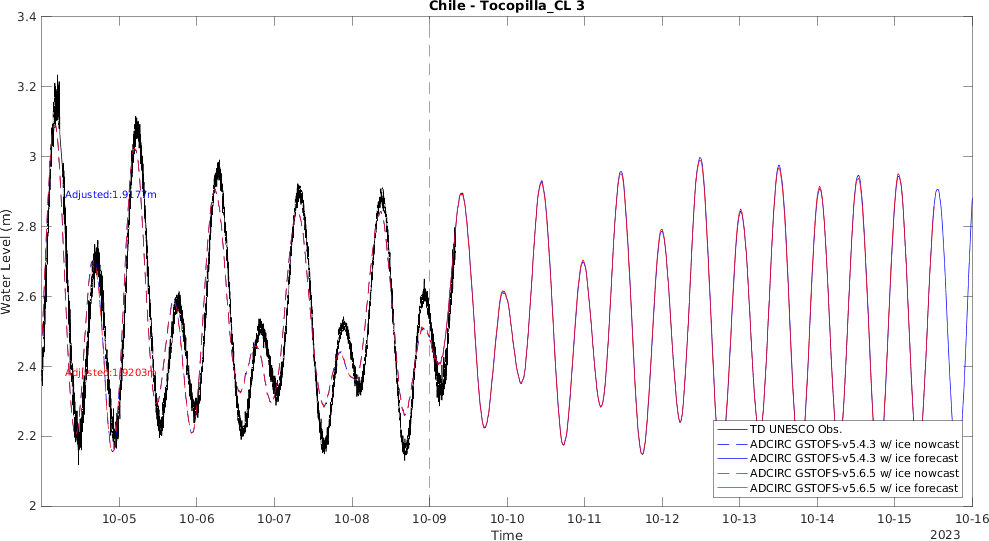 Chile - Tocopilla_CL 3
3.4
3.2
3
2.8
2.6
2.4
2.2
2
Water Level (m)
Adjusted:1.9177m
Adjusted:1.9203m
TD UNESCO Obs.
ADCIRC GSTOFS-v5.4.3 w/ ice nowcast
ADCIRC GSTOFS-v5.4.3 w/ ice forecast
ADCIRC GSTOFS-v5.6.5 w/ ice nowcast
ADCIRC GSTOFS-v5.6.5 w/ ice forecast
10-05 10-06 10-07 10-08 10-09 10-10 10-11 10-12 10-13 10-14 10-15 10-16
Time
2023